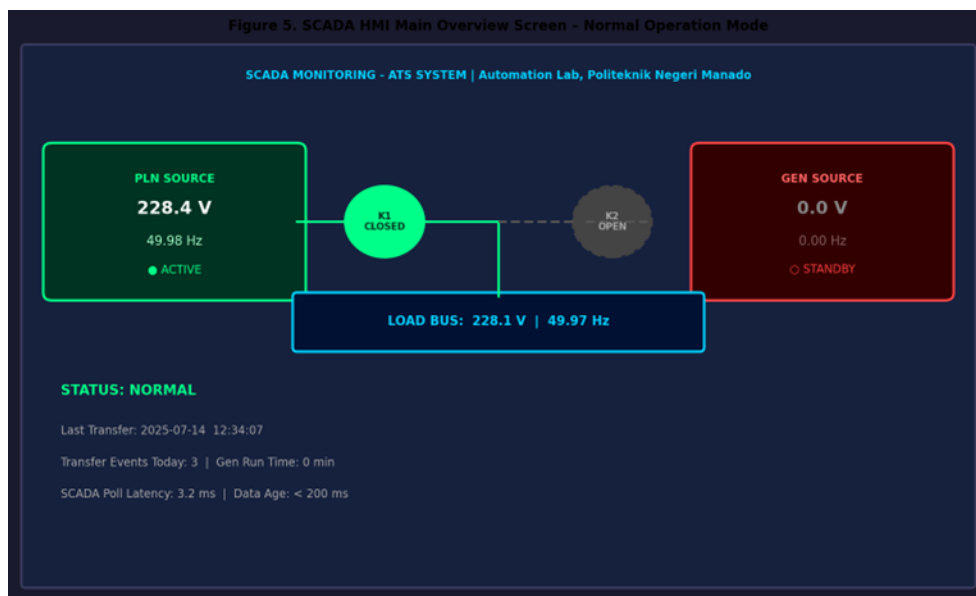 Figure 5. SCADA HMI Main Overview Screen – Normal Operation Mode
SCADA MONITORING - ATS SYSTEM | Automation Lab, Politeknik Negeri Manado
PLN SOURCE
228.4 V
49.98 Hz
● ACTIVE
K1
CLOSED
K2
OPEN
GEN SOURCE
0.0 V
0.00 Hz
○ STANDBY
LOAD BUS: 228.1 V | 49.97 Hz
STATUS: NORMAL
Last Transfer: 2025-07-14 12:34:07
Transfer Events Today: 3 | Gen Run Time: 0 min
SCADA Poll Latency: 3.2 ms | Data Age: < 200 ms